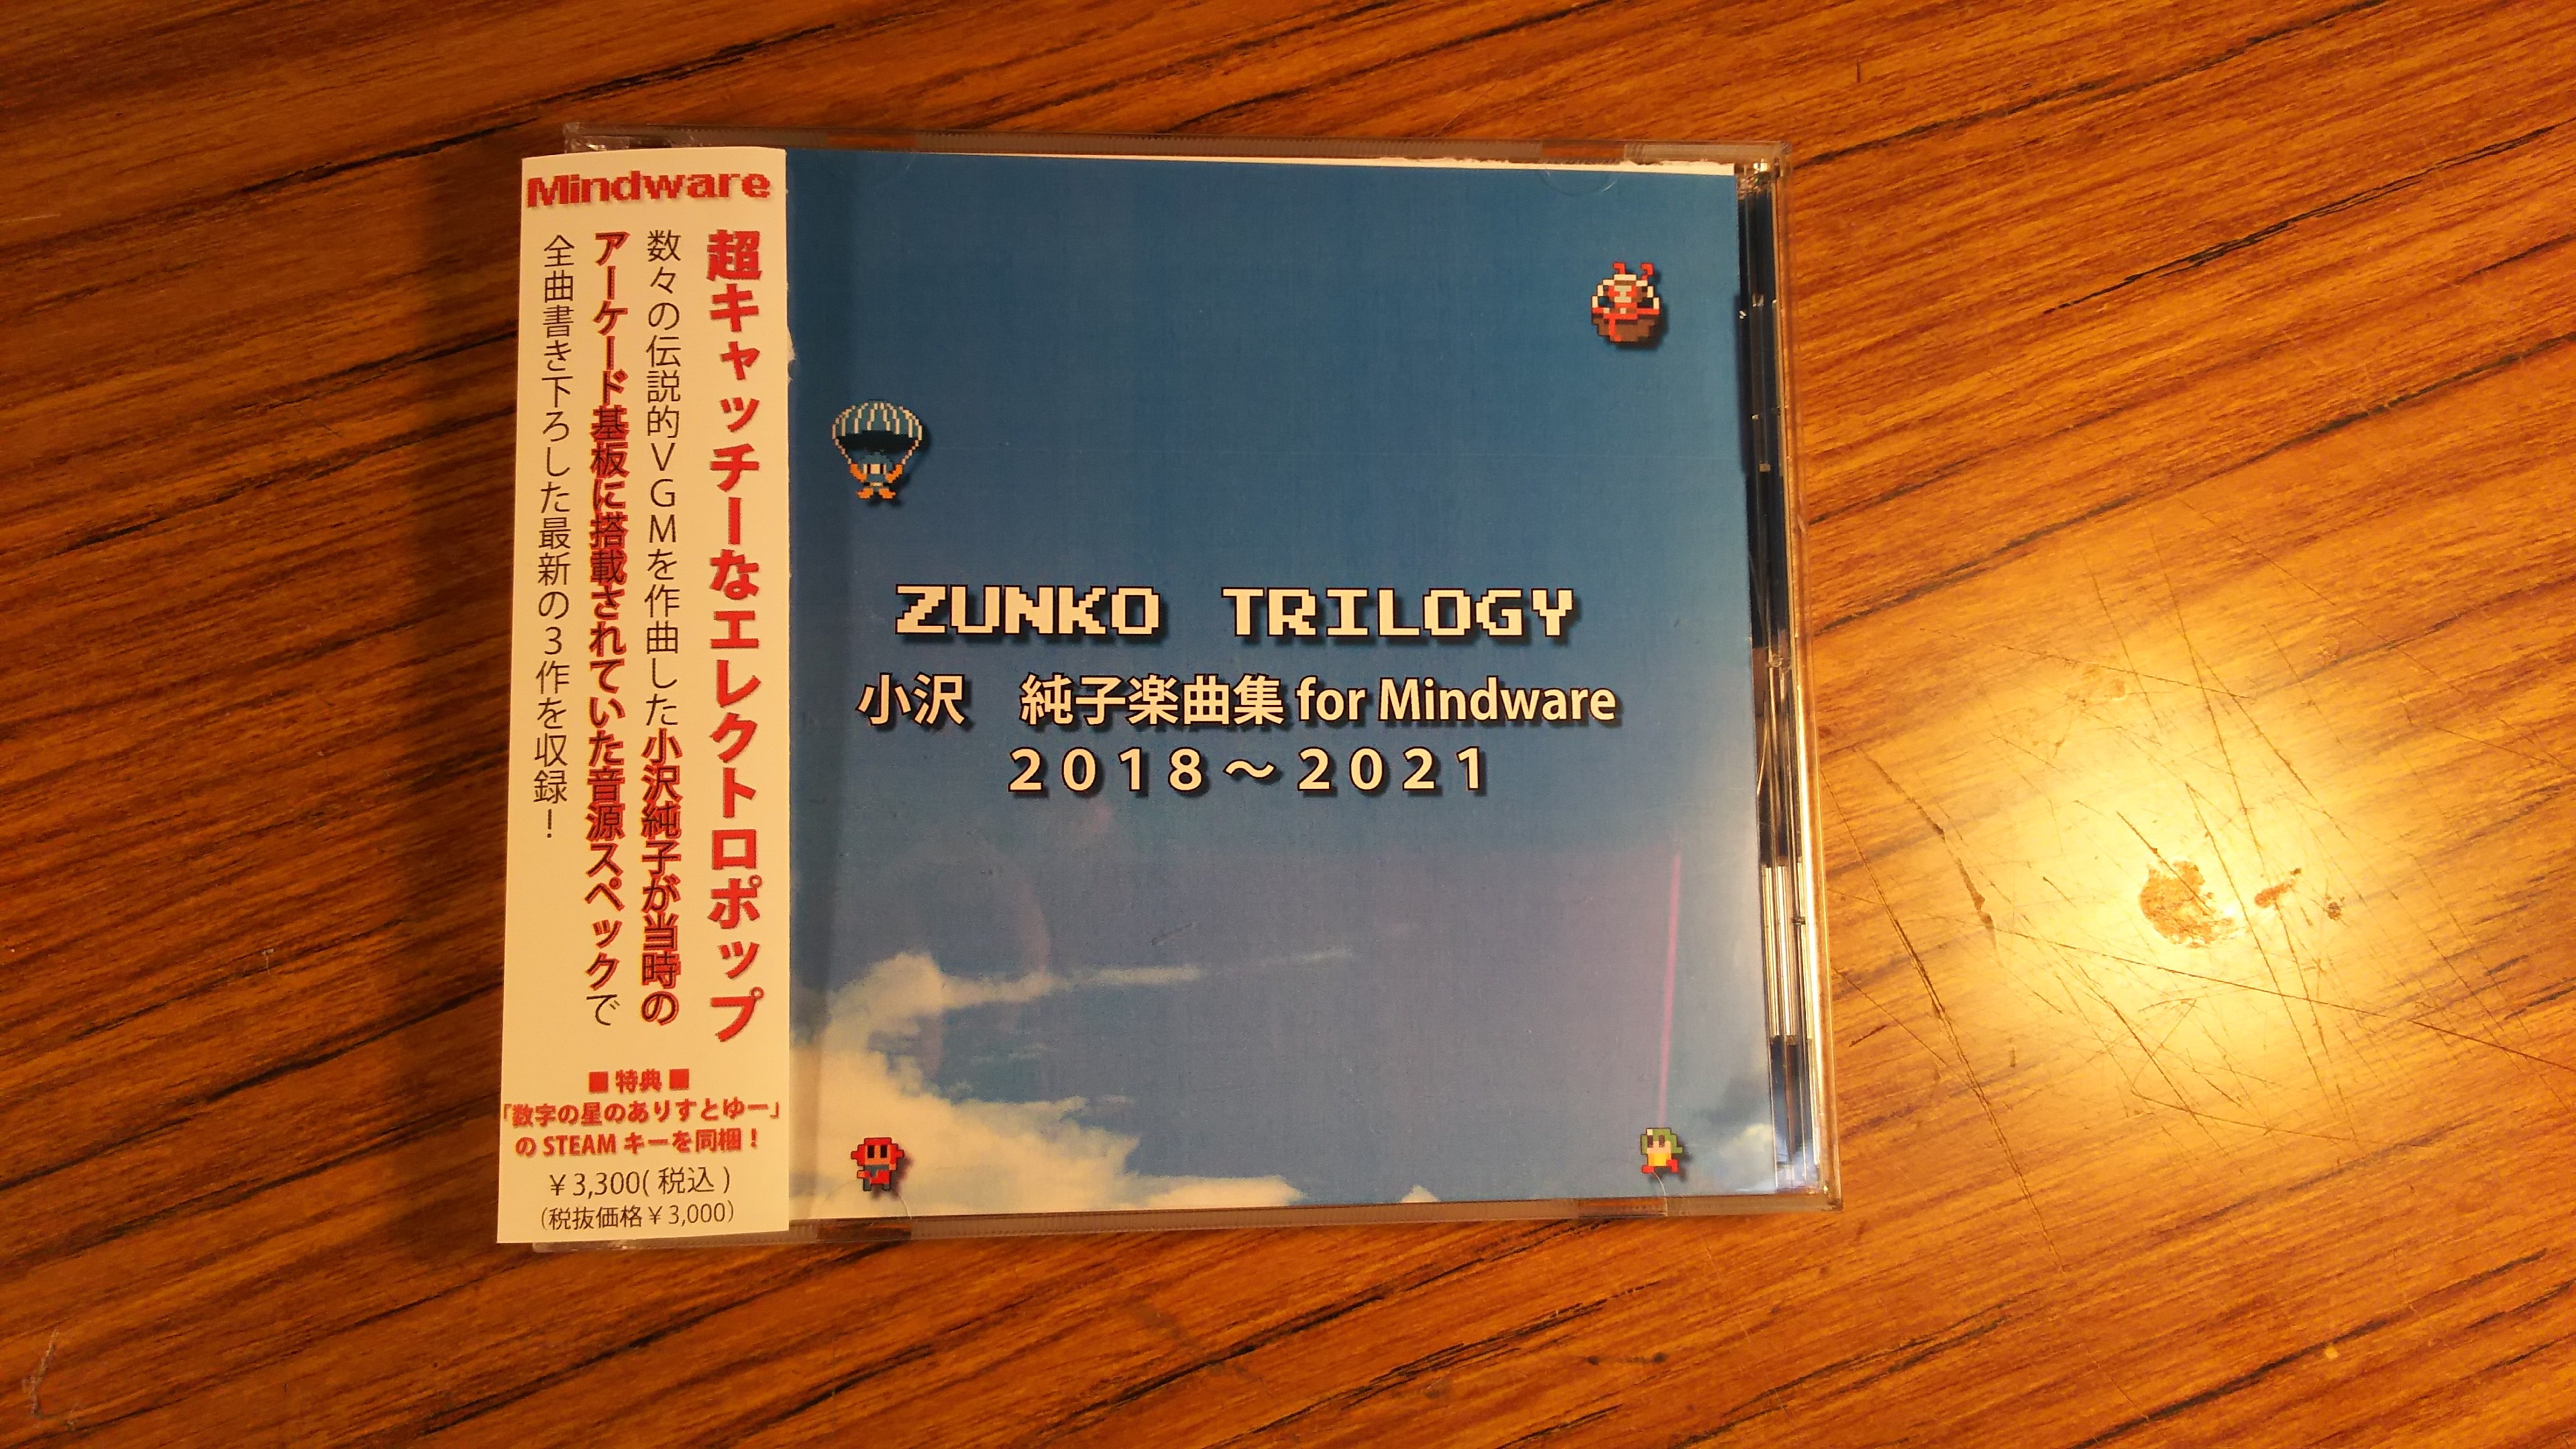 Mindware
超キャッチーなエレクトロポップ
数々の伝説的VGMを作曲した小沢純子が当時の
アーケード基板に搭載されていた音源スペックで
全曲書き下ろした最新の3作を収録！
■ 特典 ■
「数字の星のありすとゆー」
の STEAM キーを同梱！
￥3,300( 税込 )
(税抜価格￥3,000)
ZUNKO TRILOGY
小沢　純子楽曲集 for Mindware
２０１８～２０２１